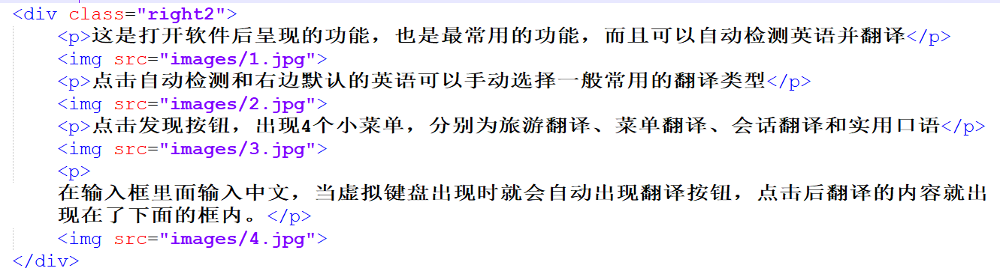 <div class="right2">
<p>这是打开软件后呈现的功能，也是最常用的功能，而且可以自动检测英语并翻译</p>
<img src="images/1.jpg">
<p>点击自动检测和右边默认的英语可以手动选择一般常用的翻译类型</p>
<img src="images/2.jpg">
<p>点击发现按钮，出现4个小菜单，分别为旅游翻译、菜单翻译、会话翻译和实用口语</p>
<img src="images/3.jpg">
<p>
在输入框里面输入中文，当虚拟键盘出现时就会自动出现翻译按钮，点击后翻译的内容就出
现在了下面的框内。</p>
<img src="images/4.jpg">
</div>